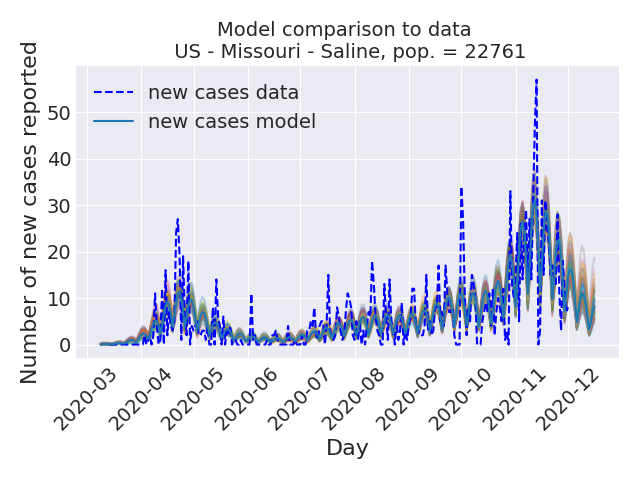 Model comparison to data
US - Missouri - Saline, pop. = 22761
Number of new cases reported
50
40
30
20
10
0
new cases data
new cases model
2020-03
2020-04
2020-05
2020-06
2020-07
2020-08
2020-09
2020-10
2020-11
2020-12
Day